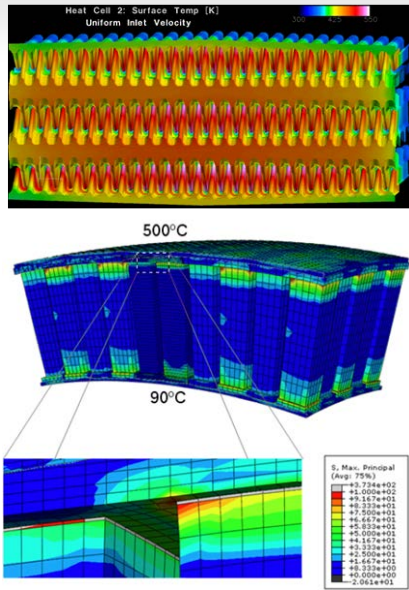 Heat Cell 2: Surface Temp [K]
Uniform Inlet Velocity
300 425 550
500°C
90°C
S, Max. Principal
(Avg: 75%)
+3.734e+02
+1.000e+02
+9.167e+01
+8.333e+01
+7.500e+01
+6.667e+01
+5.833e+01
+5.000e+01
+4.167e+01
+3.333e+01
+2.500e+01
+1.667e+01
+8.333e+00
+0.000e+00
-2.061e+01